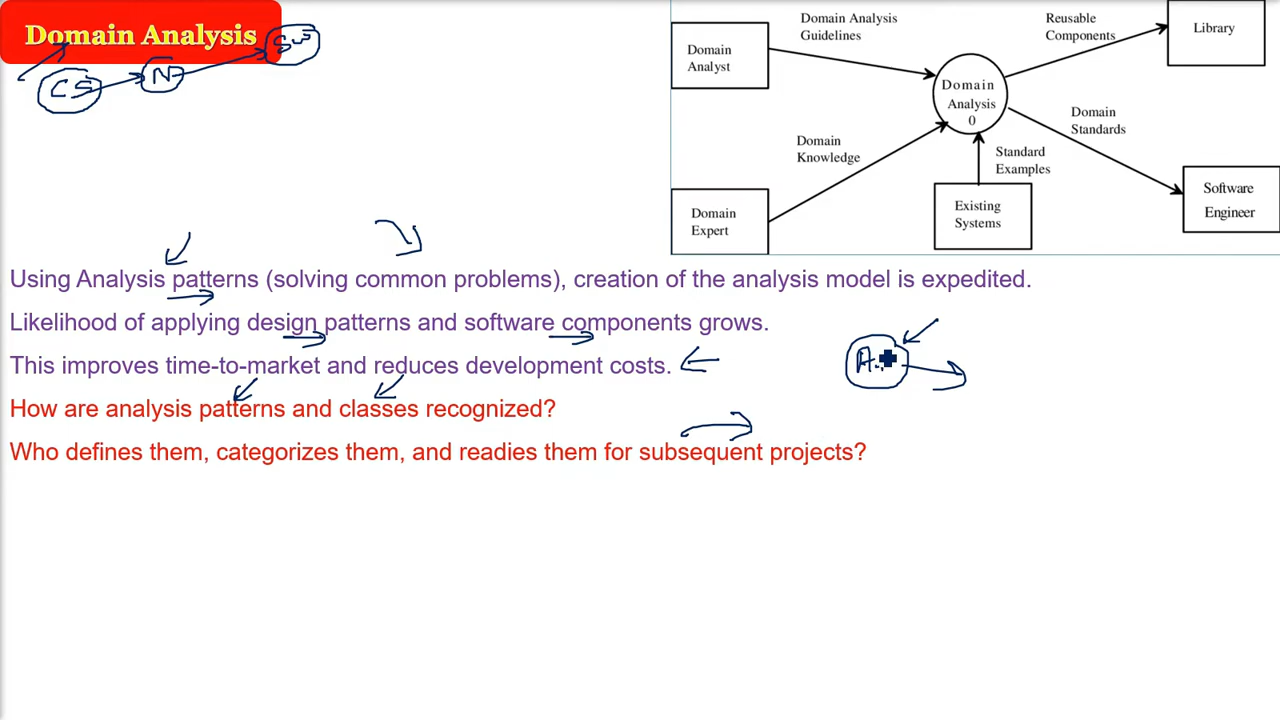 Domain Analysis
CS
N
Domain Analysis
Guidelines
Reusable
Components
Library
Domain
Analyst
Domain
Analysis
0
Domain
Standards
Domain
Knowledge
Standard
Examples
Software
Engineer
Domain
Expert
Existing
Systems
Using Analysis patterns (solving common problems), creation of the analysis model is expedited.
Likelihood of applying design patterns and software components grows.
This improves time-to-market and reduces development costs.
How are analysis patterns and classes recognized?
Who defines them, categorizes them, and readies them for subsequent projects?